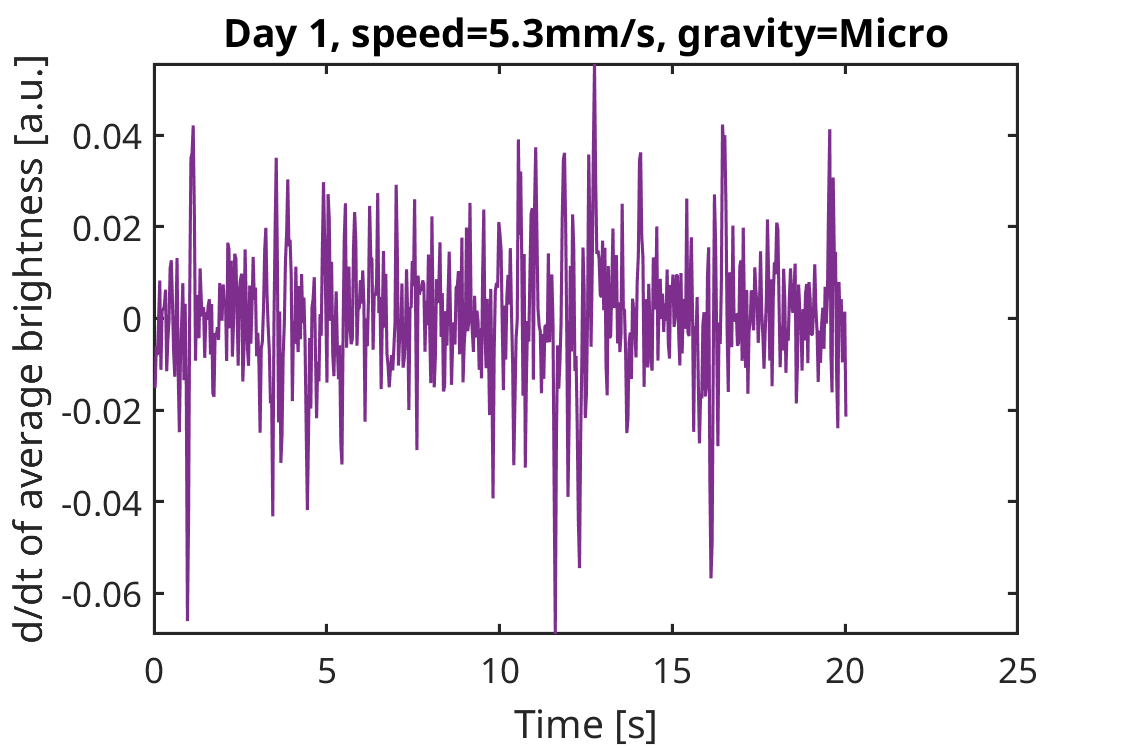 Day 1, speed=5.3mm/s, gravity=Micro
d/dt of average brightness [a.u.]
0.04
0.02
0
-0.02
-0.04
-0.06
0 5 10 15 20 25
Time [s]